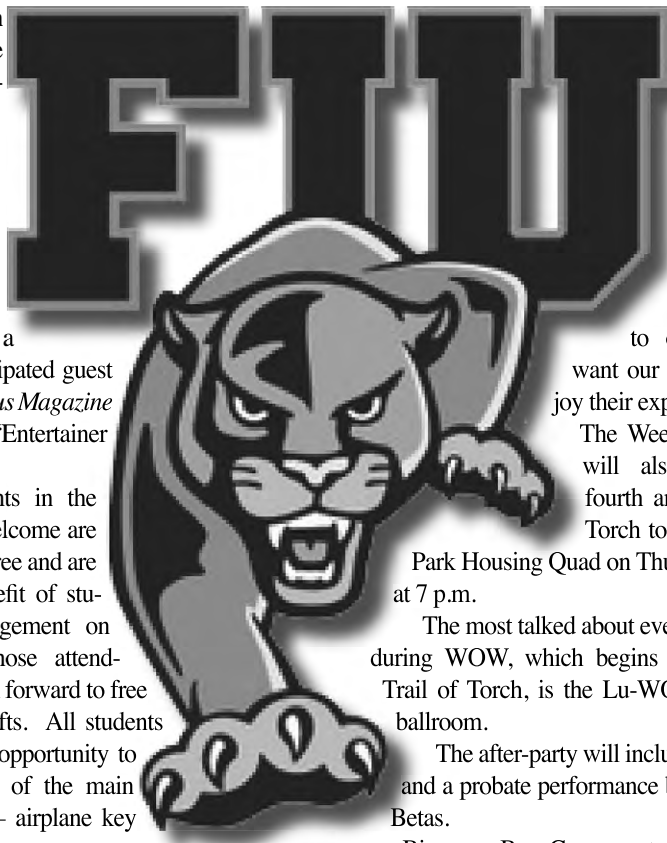 FIU
a
ipated guest
us Magazine
Entertainer
nts in the
elcome are
ree and are
efit of stu-
gement on
hose attend-
forward to free
fts. All students
opportunity to
of the main
– airplane key
to
want our
joy their exp
The Wee
will als
fourth an
Torch to
Park Housing Quad on Thu
at 7 p.m.
The most talked about eve
during WOW, which begins
Trail of Torch, is the Lu-WO
ballroom.
The after-party will inclu
and a probate performance b
Betas.